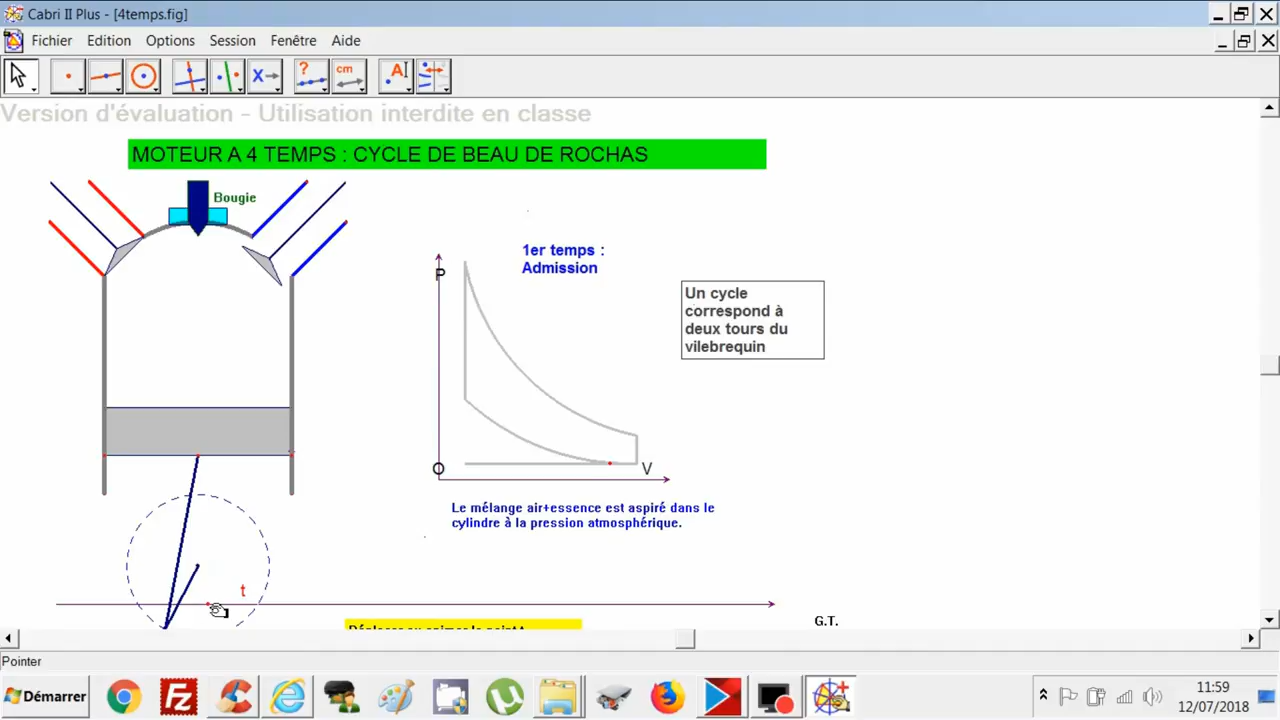 Cabri II Plus - [4temps.fig]
Fichier Edition Options Session Fenêtre Aide
? cm A
X
Version d'évaluation - Utilisation interdite en classe
MOTEUR A 4 TEMPS : CYCLE DE BEAU DE ROCHAS
Bougie
1er temps :
Admission
P
Un cycle
correspond à
deux tours du
vilebrequin
O
V
Le mélange air+essence est aspiré dans le
cylindre à la pression atmosphérique.
t
G.T.
Pointer
Démarrer
11:59
12/07/2018